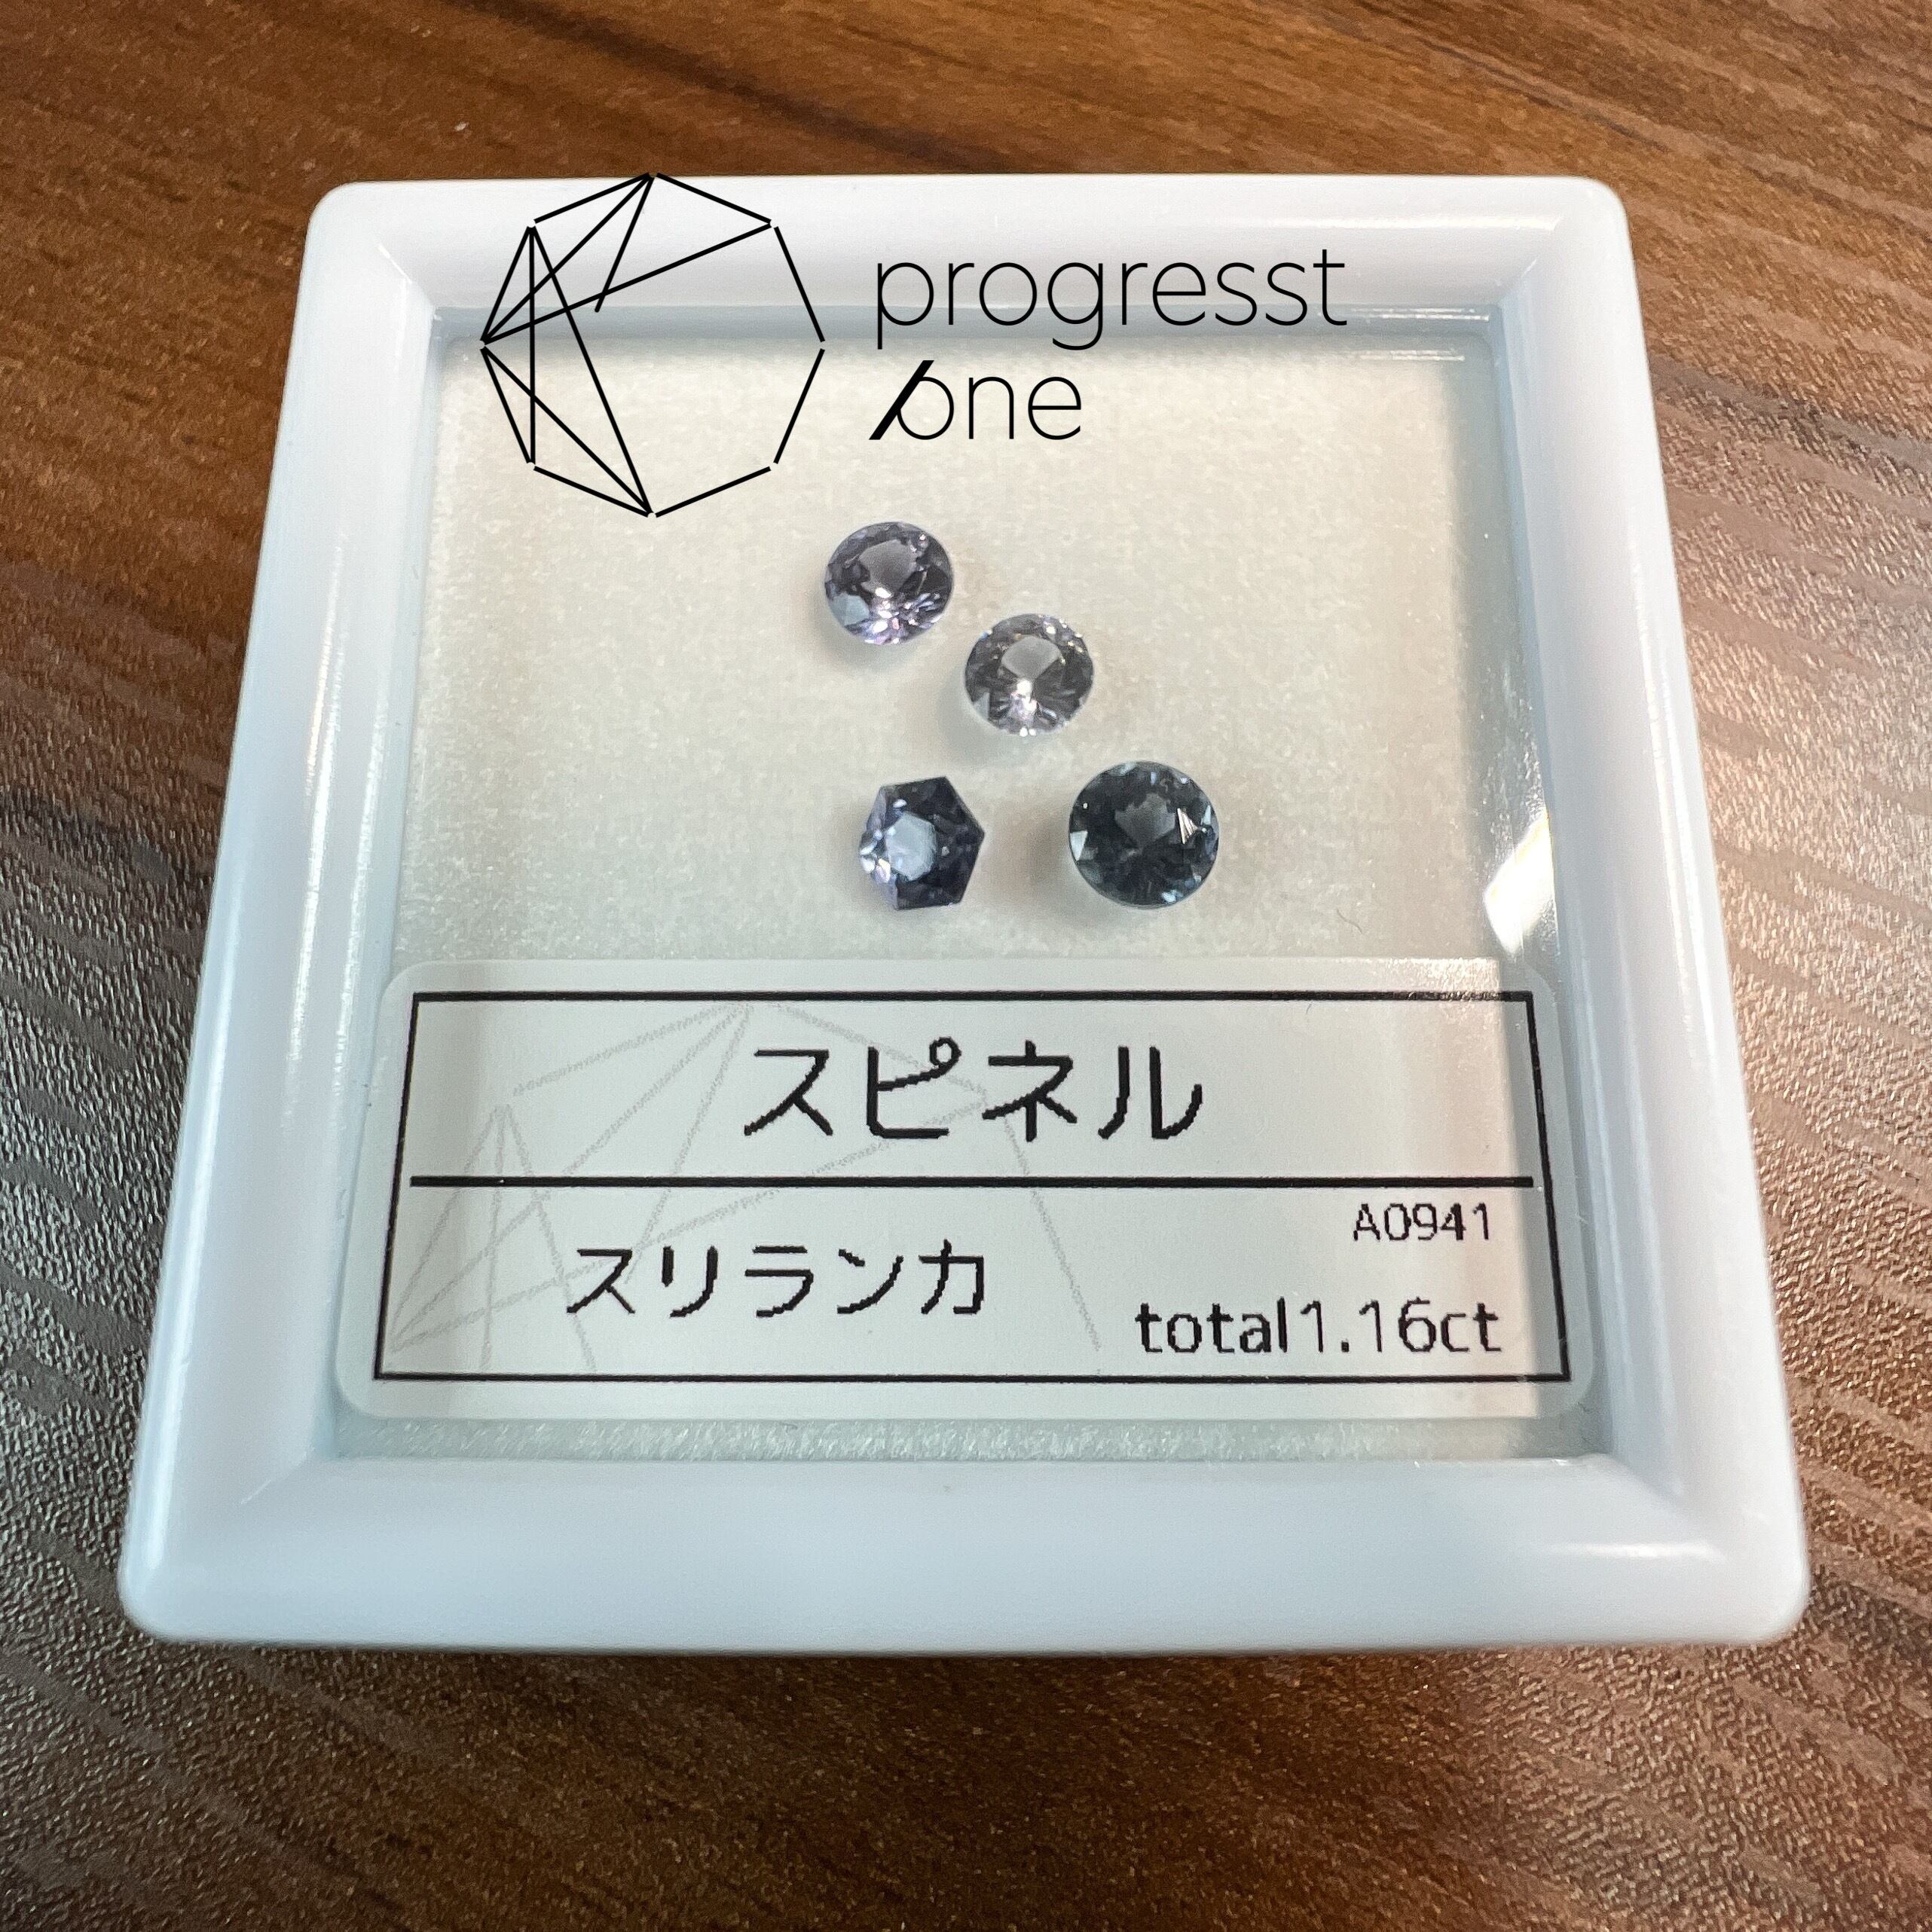 progresst
one
スピネル
A0941
スリランカ
total1.16ct